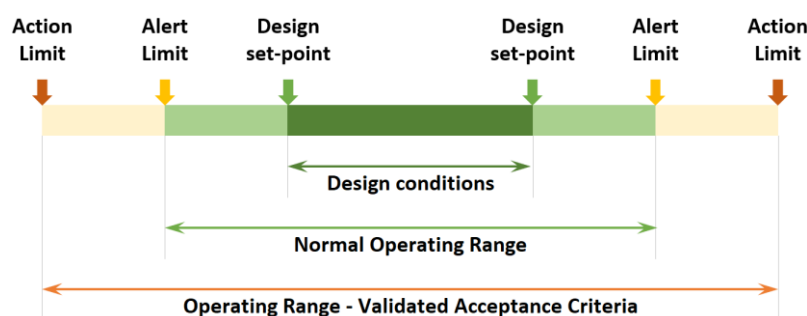 Action Alert Design Design Alert Action
Limit Limit set-point set-point Limit Limit
Design conditions
Normal Operating Range
Operating Range - Validated Acceptance Criteria